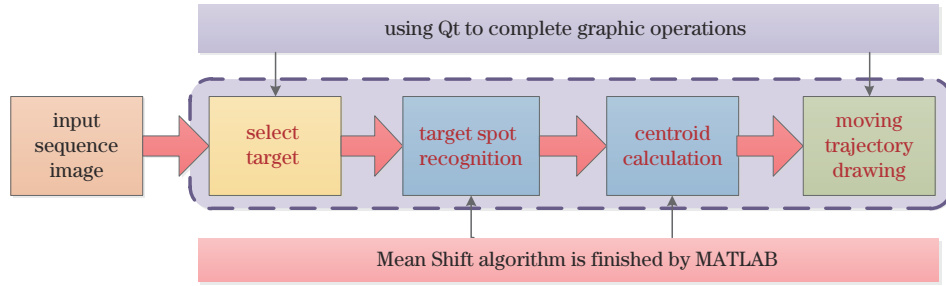 using Qt to complete graphic operations
input
sequence
image
select
target
target spot
recognition
centroid
calculation
moving
trajectory
drawing
Mean Shift algorithm is finished by MATLAB